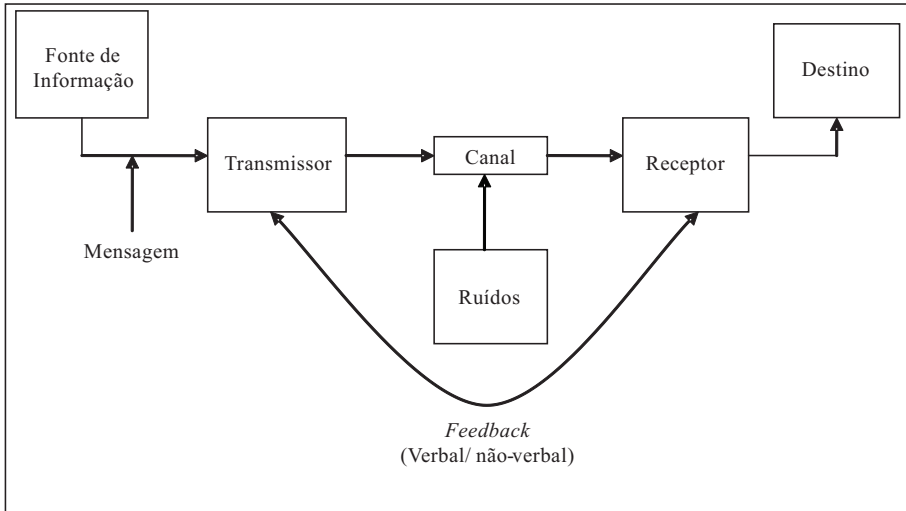 Fonte de
Informação
Destino
Transmissor
Canal
Receptor
Mensagem
Ruídos
Feedback
(Verbal/ não-verbal)